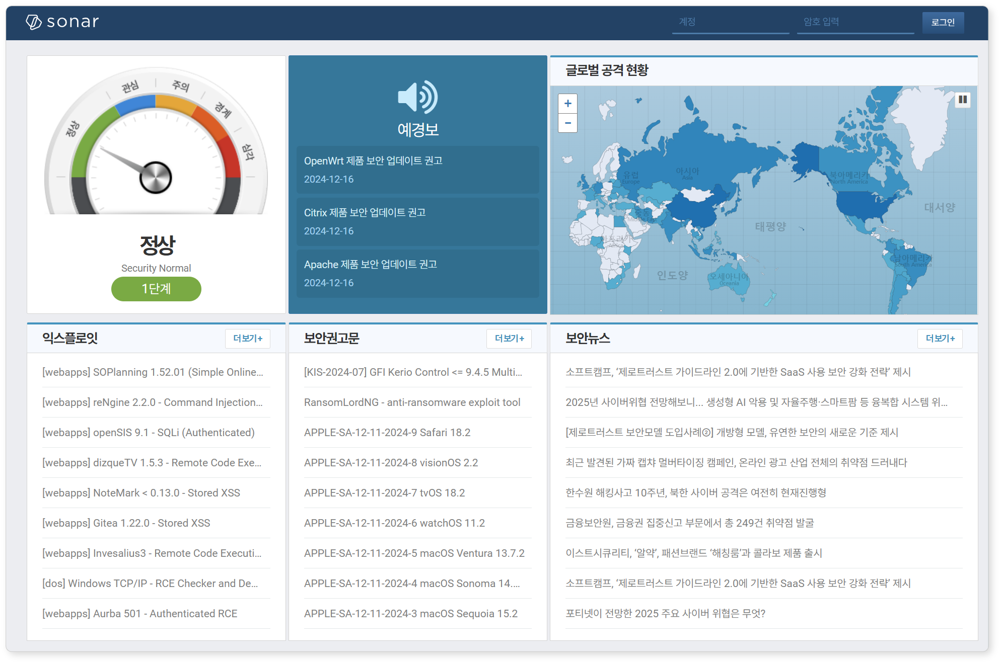 sonar
계정
암호 입력
로그인
정상
관심
주의
경계
심각
정상
Security Normal
1단계
예경보
OpenWrt 제품 보안 업데이트 권고
2024-12-16
Citrix 제품 보안 업데이트 권고
2024-12-16
Apache 제품 보안 업데이트 권고
2024-12-16
글로벌 공격 현황
+
−
유럽
Europe
아시아
Asia
북아메리카
North America
중동
Middle East
아프리카
Africa
태평양
대서양
인도양
오세아니아
Oceania
남아메리카
South America
익스플로잇
더보기+
[webapps] SOPlanning 1.52.01 (Simple Online...
[webapps] reNgine 2.2.0 - Command Injection...
[webapps] openSIS 9.1 - SQLi (Authenticated)
[webapps] dizqueTV 1.5.3 - Remote Code Exe...
[webapps] NoteMark < 0.13.0 - Stored XSS
[webapps] Gitea 1.22.0 - Stored XSS
[webapps] Invesalius3 - Remote Code Executi...
[dos] Windows TCP/IP - RCE Checker and De...
[webapps] Aurba 501 - Authenticated RCE
보안권고문
더보기+
[KIS-2024-07] GFI Kerio Control <= 9.4.5 Multi...
RansomLordNG - anti-ransomware exploit tool
APPLE-SA-12-11-2024-9 Safari 18.2
APPLE-SA-12-11-2024-8 visionOS 2.2
APPLE-SA-12-11-2024-7 tvOS 18.2
APPLE-SA-12-11-2024-6 watchOS 11.2
APPLE-SA-12-11-2024-5 macOS Ventura 13.7.2
APPLE-SA-12-11-2024-4 macOS Sonoma 14....
APPLE-SA-12-11-2024-3 macOS Sequoia 15.2
보안뉴스
더보기+
소프트캠프, ‘제로트러스트 가이드라인 2.0에 기반한 SaaS 사용 보안 강화 전략’ 제시
2025년 사이버위협 전망해보니... 생성형 AI 악용 및 자율주행·스마트팜 등 융복합 시스템 위...
[제로트러스트 보안모델 도입사례②] 개방형 모델, 유연한 보안의 새로운 기준 제시
최근 발견된 가짜 캡챠 멀버타이징 캠페인, 온라인 광고 산업 전체의 취약점 드러내다
한수원 해킹사고 10주년, 북한 사이버 공격은 여전히 현재진행형
금융보안원, 금융권 집중신고 부문에서 총 249건 취약점 발굴
이스트시큐리티, ‘알약’, 패션브랜드 ‘해칭룸’과 콜라보 제품 출시
소프트캠프, ‘제로트러스트 가이드라인 2.0에 기반한 SaaS 사용 보안 강화 전략’ 제시
포티넷이 전망한 2025 주요 사이버 위협은 무엇?